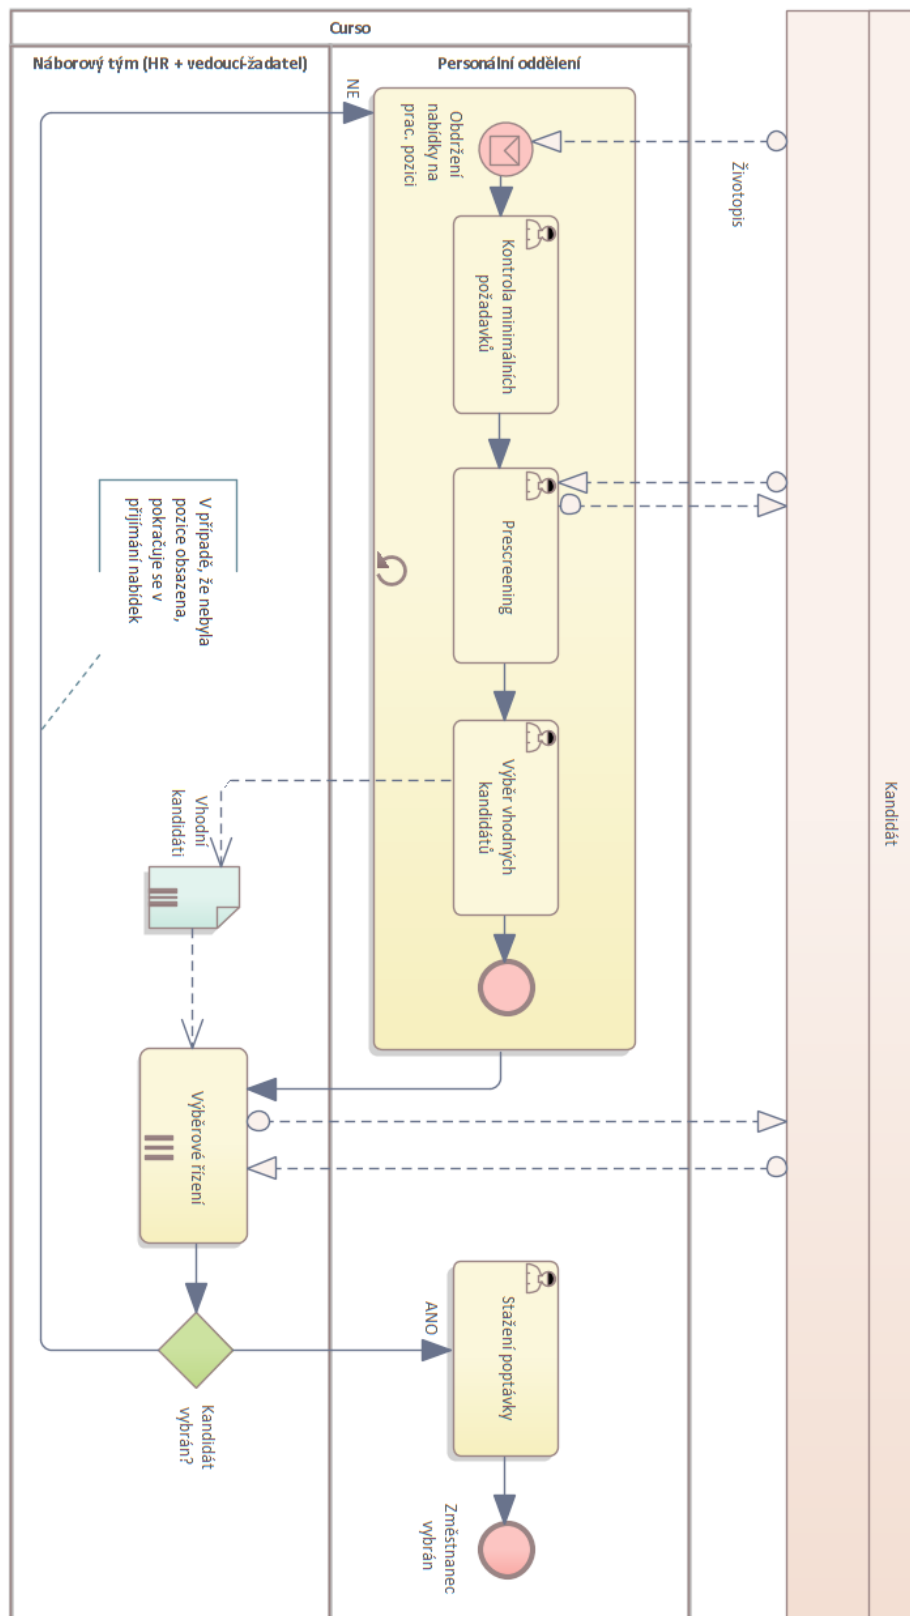 Curso
Náborový tým (HR + vedoucí-žadatel)
Personální oddělení
Kandidát
Životopis
NE
Obdržení
nabídky na
prac. pozici
Kontrola minimálních
požadavků
Prescreening
Výběr vhodných
kandidátů
V případě, že nebyla
pozice obsazena,
pokračuje se v
přijímání nabídek
Vhodní
kandidáti
Výběrové řízení
Kandidát
vybrán?
ANO
Stažení poptávky
Změstnanec
vybrán